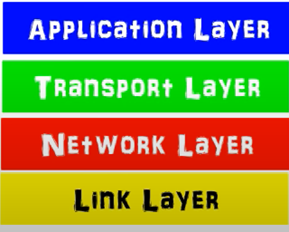 Application Layer
Transport Layer
Network Layer
Link Layer